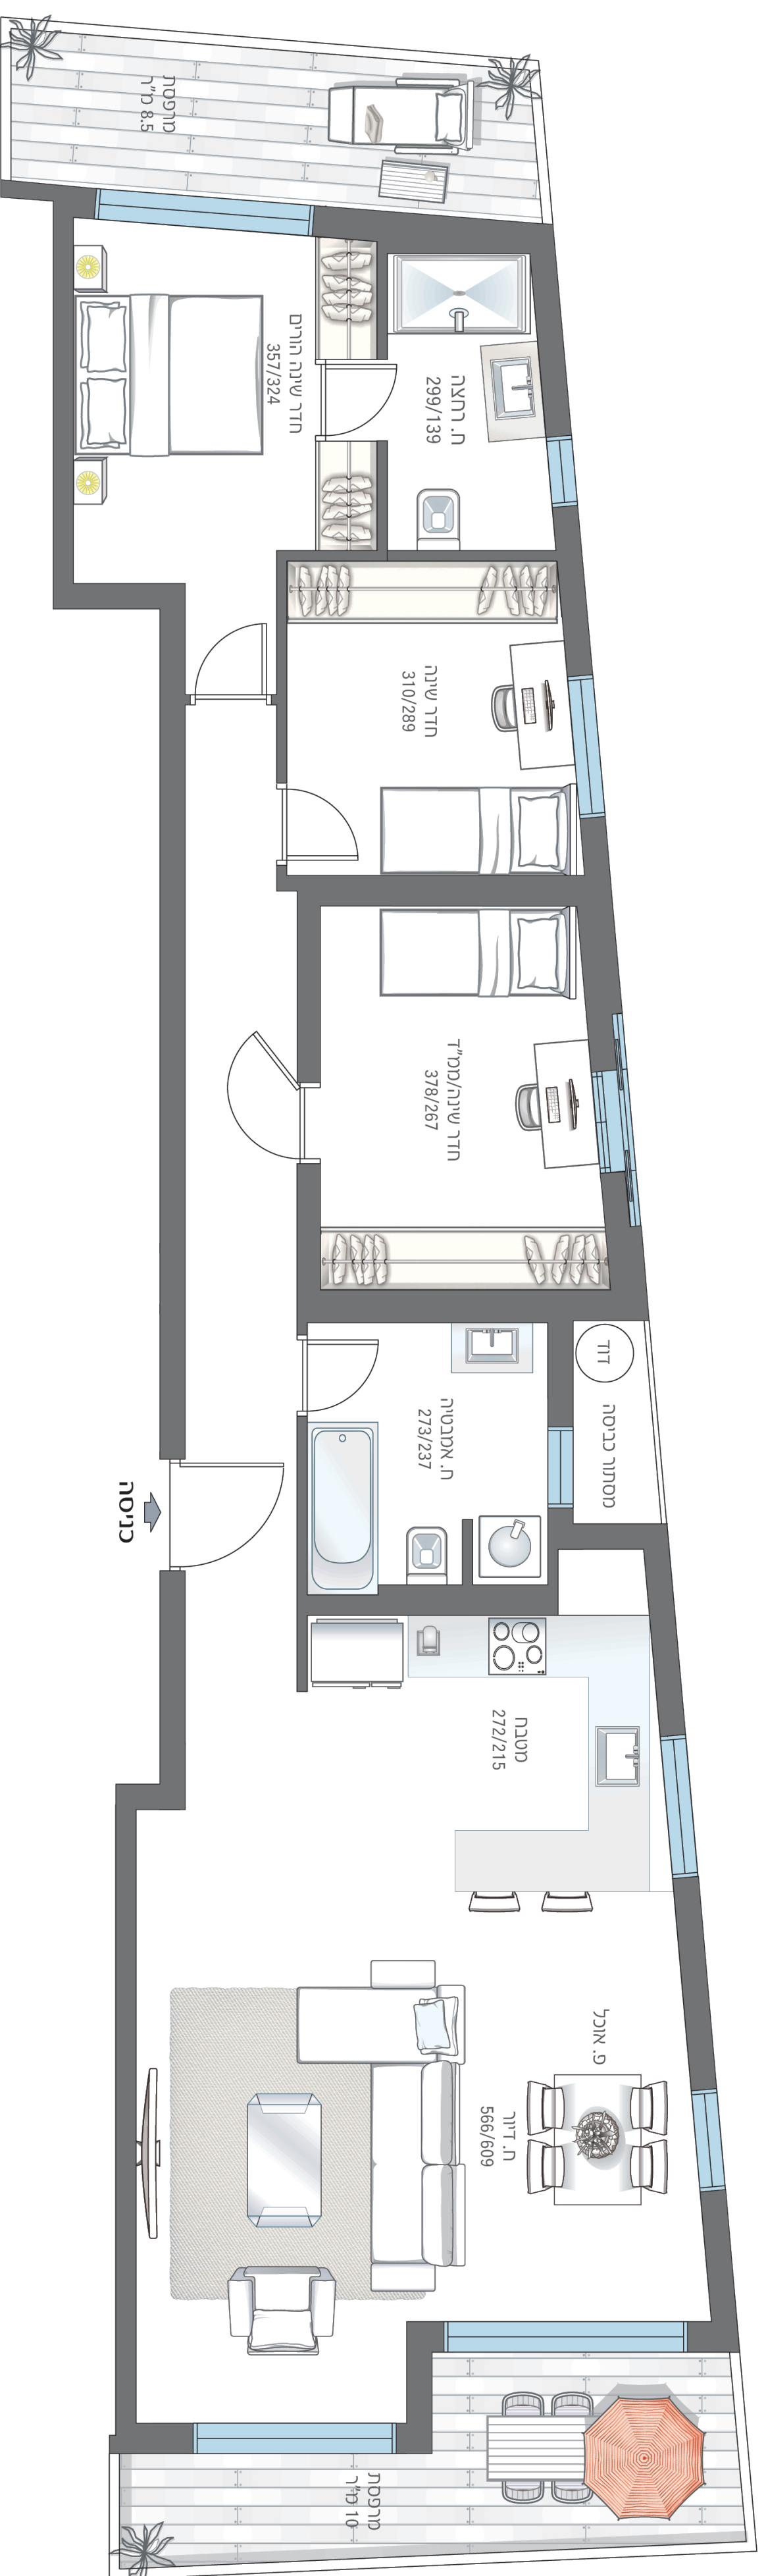 מרפסת
8.5 מ"ר
חדר שינה הורים
357/324
ח. רחצה
299/139
חדר שינה
310/289
חדר שינה/ממ"ד
378/267
דוד
מסתור כביסה
ח. אמבטיה
273/237
כניסה
מטבח
272/215
פ. אוכל
ח. דיור
566/609
מרפסת
10 מ"ר